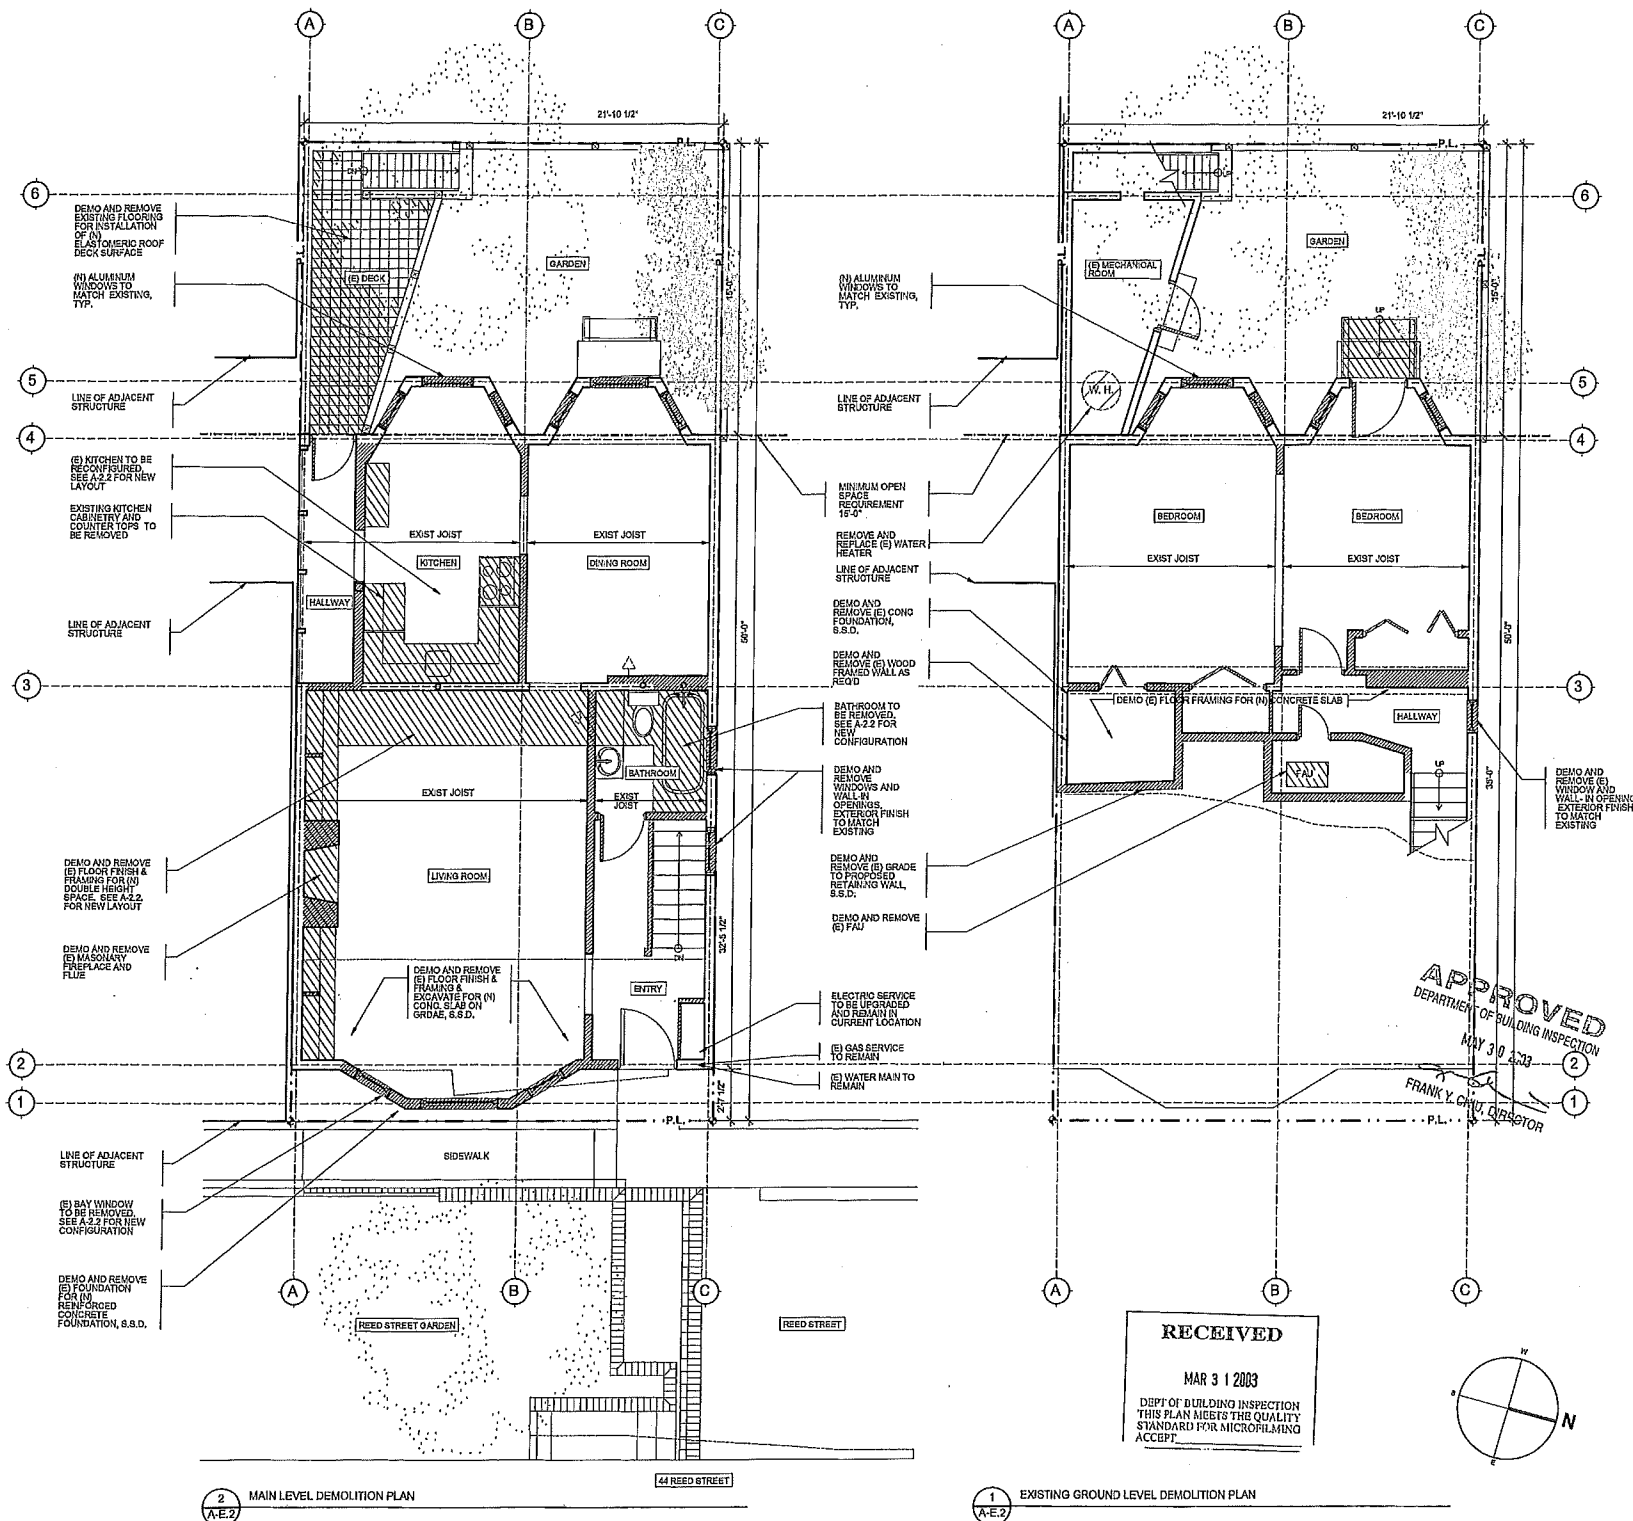 A
B
C
A
B
C
21'-10 1/2"
21'-10 1/2"
P.L.
P.L.
6
6
DN
UP
DEMO AND REMOVE
EXISTING FLOORING
FOR INSTALLATION
OF (N)
ELASTOMERIC ROOF
DECK SURFACE
(N) ALUMINUM
WINDOWS TO
MATCH EXISTING,
TYP.
(E) DECK
GARDEN
P.L.
15'-0"
(N) ALUMINUM
WINDOWS TO
MATCH EXISTING,
TYP.
(E) MECHANICAL
ROOM
GARDEN
UP
P.L.
15'-0"
5
5
LINE OF ADJACENT
STRUCTURE
LINE OF ADJACENT
STRUCTURE
W. H.
4
4
(E) KITCHEN TO BE
RECONFIGURED,
SEE A-2.2 FOR NEW
LAYOUT
EXISTING KITCHEN
CABINETRY AND
COUNTER TOPS TO
BE REMOVED
EXIST JOIST
KITCHEN
EXIST JOIST
DINING ROOM
HALLWAY
LINE OF ADJACENT
STRUCTURE
50'-0"
MINIMUM OPEN
SPACE
REQUIREMENT
15'-0"
REMOVE AND
REPLACE (E) WATER
HEATER
LINE OF ADJACENT
STRUCTURE
DEMO AND
REMOVE (E) CONC
FOUNDATION,
S.S.D.
DEMO AND
REMOVE (E) WOOD
FRAMED WALL AS
REQ'D
BEDROOM
BEDROOM
EXIST JOIST
EXIST JOIST
50'-0"
3
3
DEMO (E) FLOOR FRAMING FOR (N) CONCRETE SLAB
HALLWAY
BATHROOM TO
BE REMOVED.
SEE A-2.2 FOR
NEW
CONFIGURATION
BATHROOM
EXIST JOIST
EXIST
JOIST
DEMO AND
REMOVE
WINDOWS AND
WALL-IN
OPENINGS,
EXTERIOR FINISH
TO MATCH
EXISTING
FAU
UP
35'-0"
DEMO AND
REMOVE (E)
WINDOW AND
WALL- IN OPENING
EXTERIOR FINISH
TO MATCH
EXISTING
DEMO AND REMOVE
(E) FLOOR FINISH &
FRAMING FOR (N)
DOUBLE HEIGHT
SPACE. SEE A-2.2.
FOR NEW LAYOUT
LIVING ROOM
DEMO AND
REMOVE (E) GRADE
TO PROPOSED
RETAINING WALL,
S.S.D.
DEMO AND REMOVE
(E) FAU
DEMO AND REMOVE
(E) MASONARY
FIREPLACE AND
FLUE
DN
32'-5 1/2"
DEMO AND REMOVE
(E) FLOOR FINISH &
FRAMING &
EXCAVATE FOR (N)
CONC. SLAB ON
GRDAE, S.S.D.
ENTRY
ELECTRIC SERVICE
TO BE UPGRADED
AND REMAIN IN
CURRENT LOCATION
(E) GAS SERVICE
TO REMAIN
(E) WATER MAIN TO
REMAIN
APPROVED
DEPARTMENT OF BUILDING INSPECTION
MAY 30 2003
FRANK Y. CHIU, DIRECTOR
2
2
1
1
2'-7 1/2"
P.L.
P.L.
LINE OF ADJACENT
STRUCTURE
SIDEWALK
(E) BAY WINDOW
TO BE REMOVED.
SEE A-2.2 FOR NEW
CONFIGURATION
DEMO AND REMOVE
(E) FOUNDATION
FOR (N)
REINFORCED
CONCRETE
FOUNDATION, S.S.D.
A
B
C
A
B
C
REED STREET GARDEN
REED STREET
RECEIVED
MAR 31 2003
DEPT OF BUILDING INSPECTION
THIS PLAN MEETS THE QUALITY
STANDARD FOR MICROFILMING
ACCEPT
W
S
N
E
44 REED STREET
2
A-E.2
MAIN LEVEL DEMOLITION PLAN
1
A-E.2
EXISTING GROUND LEVEL DEMOLITION PLAN